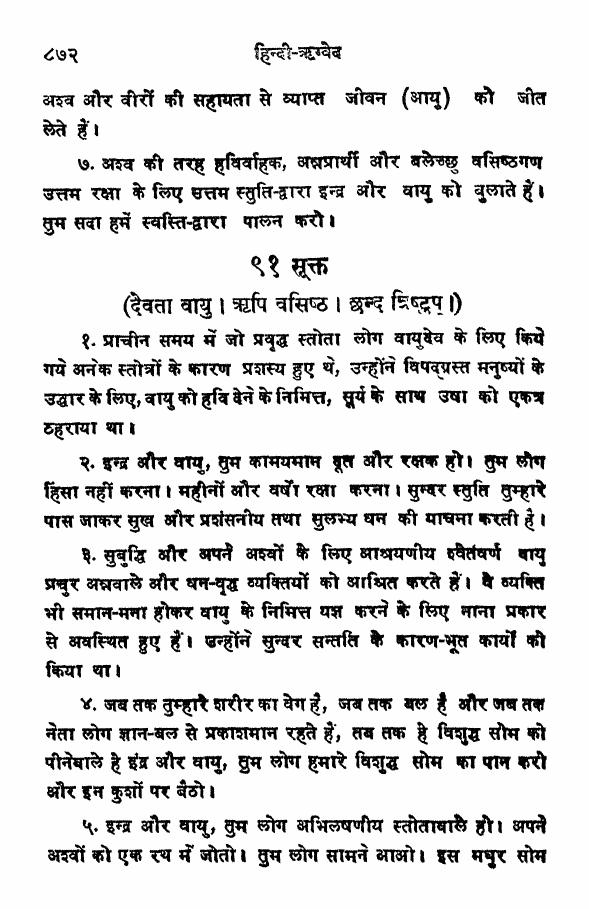 ८७२ हिन्दी-ऋग्वेद
अश्व और वीरों की सहायता से व्याप्त जीवन (आयु) को जीत
लेते हैं।
७. अश्व की तरह हविर्वाहक, अन्नप्रार्थी और बलेच्छु वसिष्ठगण
उत्तम रक्षा के लिए उत्तम स्तुति-द्वारा इन्द्र और वायु को बुलाते हैं।
तुम सदा हमें स्वस्ति-द्वारा पालन करो।
९१ सूक्त
(देवता वायु। ऋषि वसिष्ठ। छन्द त्रिष्टुप्।)
१. प्राचीन समय में जो प्रवृद्ध स्तोता लोग वायुदेव के लिए किये
गये अनेक स्तोत्रों के कारण प्रशस्य हुए थे, उन्होंने विपद्ग्रस्त मनुष्यों के
उद्धार के लिए, वायु को हवि देने के निमित्त, सूर्य के साथ उषा को एकत्र
ठहराया था।
२. इन्द्र और वायु, तुम कामयमान दूत और रक्षक हो। तुम लोग
हिंसा नहीं करना। महीनों और वर्षों रक्षा करना। सुन्दर स्तुति तुम्हारे
पास जाकर सुख और प्रशंसनीय तथा सुलभ्य धन की याचना करती है।
३. सुबुद्धि और अपने अश्वों के लिए आश्रयणीय श्वेतवर्ण वायु
प्रचुर अन्नवाले और धन-वृद्ध व्यक्तियों को आश्रित करते हैं। वे व्यक्ति
भी समान-मना होकर वायु के निमित्त यज्ञ करने के लिए नाना प्रकार
से अवस्थित हुए हैं। उन्होंने सुन्दर सन्तति के कारण-भूत कार्यों को
किया था।
४. जब तक तुम्हारे शरीर का वेग है, जब तक बल है और जब तक
नेता लोग ज्ञान-बल से प्रकाशमान रहते हैं, तब तक हे विशुद्ध सोम को
पीनेवाले हे इंद्र और वायु, तुम लोग हमारे विशुद्ध सोम का पान करो
और इन कुशों पर बैठो।
५. इन्द्र और वायु, तुम लोग अभिलषणीय स्तोतावाले हो। अपने
अश्वों को एक रथ में जोतो। तुम लोग सामने आओ। इस मधुर सोम